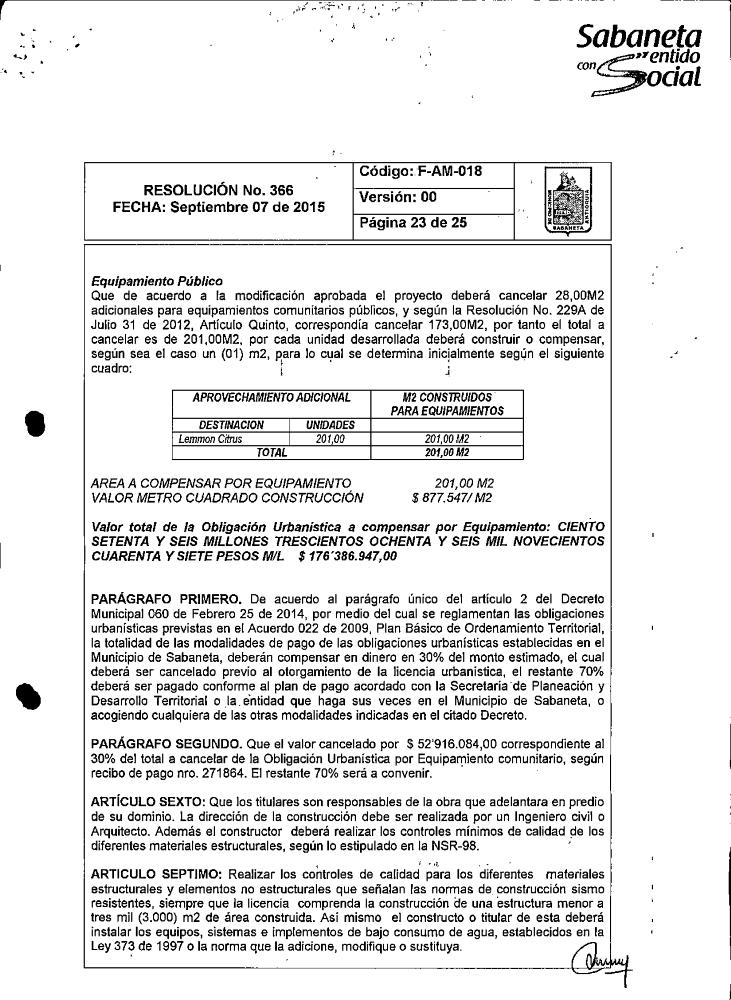 Sabaneta
con Sentido
Social
RESOLUCIÓN No. 366
FECHA: Septiembre 07 de 2015
Código: F-AM-018
Versión: 00
Página 23 de 25
SABANETA
ANTIOQUIA
Equipamiento Público
Que de acuerdo a la modificación aprobada el proyecto deberá cancelar 28,00M2
adicionales para equipamientos comunitarios públicos, y según la Resolución No. 229A de
Julio 31 de 2012, Artículo Quinto, correspondía cancelar 173,00M2, por tanto el total a
cancelar es de 201,00M2, por cada unidad desarrollada deberá construir o compensar,
según sea el caso un (01) m2, para lo cual se determina inicialmente según el siguiente
cuadro:
APROVECHAMIENTO ADICIONAL M2 CONSTRUIDOS
PARA EQUIPAMIENTOS
DESTINACION UNIDADES
Lemmon Citrus 201,00 201,00 M2
TOTAL 201,00 M2
AREA A COMPENSAR POR EQUIPAMIENTO 201,00 M2
VALOR METRO CUADRADO CONSTRUCCIÓN $ 877.547/ M2
Valor total de la Obligación Urbanística a compensar por Equipamiento: CIENTO
SETENTA Y SEIS MILLONES TRESCIENTOS OCHENTA Y SEIS MIL NOVECIENTOS
CUARENTA Y SIETE PESOS M/L $ 176'386.947,00
PARÁGRAFO PRIMERO. De acuerdo al parágrafo único del artículo 2 del Decreto
Municipal 060 de Febrero 25 de 2014, por medio del cual se reglamentan las obligaciones
urbanísticas previstas en el Acuerdo 022 de 2009, Plan Básico de Ordenamiento Territorial,
la totalidad de las modalidades de pago de las obligaciones urbanísticas establecidas en el
Municipio de Sabaneta, deberán compensar en dinero en 30% del monto estimado, el cual
deberá ser cancelado previo al otorgamiento de la licencia urbanística, el restante 70%
deberá ser pagado conforme al plan de pago acordado con la Secretaría de Planeación y
Desarrollo Territorial o la entidad que haga sus veces en el Municipio de Sabaneta, o
acogiendo cualquiera de las otras modalidades indicadas en el citado Decreto.
PARÁGRAFO SEGUNDO. Que el valor cancelado por $ 52'916.084,00 correspondiente al
30% del total a cancelar de la Obligación Urbanística por Equipamiento comunitario, según
recibo de pago nro. 271864. El restante 70% será a convenir.
ARTÍCULO SEXTO: Que los titulares son responsables de la obra que adelantara en predio
de su dominio. La dirección de la construcción debe ser realizada por un Ingeniero civil o
Arquitecto. Además el constructor deberá realizar los controles mínimos de calidad de los
diferentes materiales estructurales, según lo estipulado en la NSR-98.
ARTICULO SEPTIMO: Realizar los controles de calidad para los diferentes materiales
estructurales y elementos no estructurales que señalan las normas de construcción sismo
resistentes, siempre que la licencia comprenda la construcción de una estructura menor a
tres mil (3.000) m2 de área construida. Así mismo el constructo o titular de esta deberá
instalar los equipos, sistemas e implementos de bajo consumo de agua, establecidos en la
Ley 373 de 1997 o la norma que la adicione, modifique o sustituya.